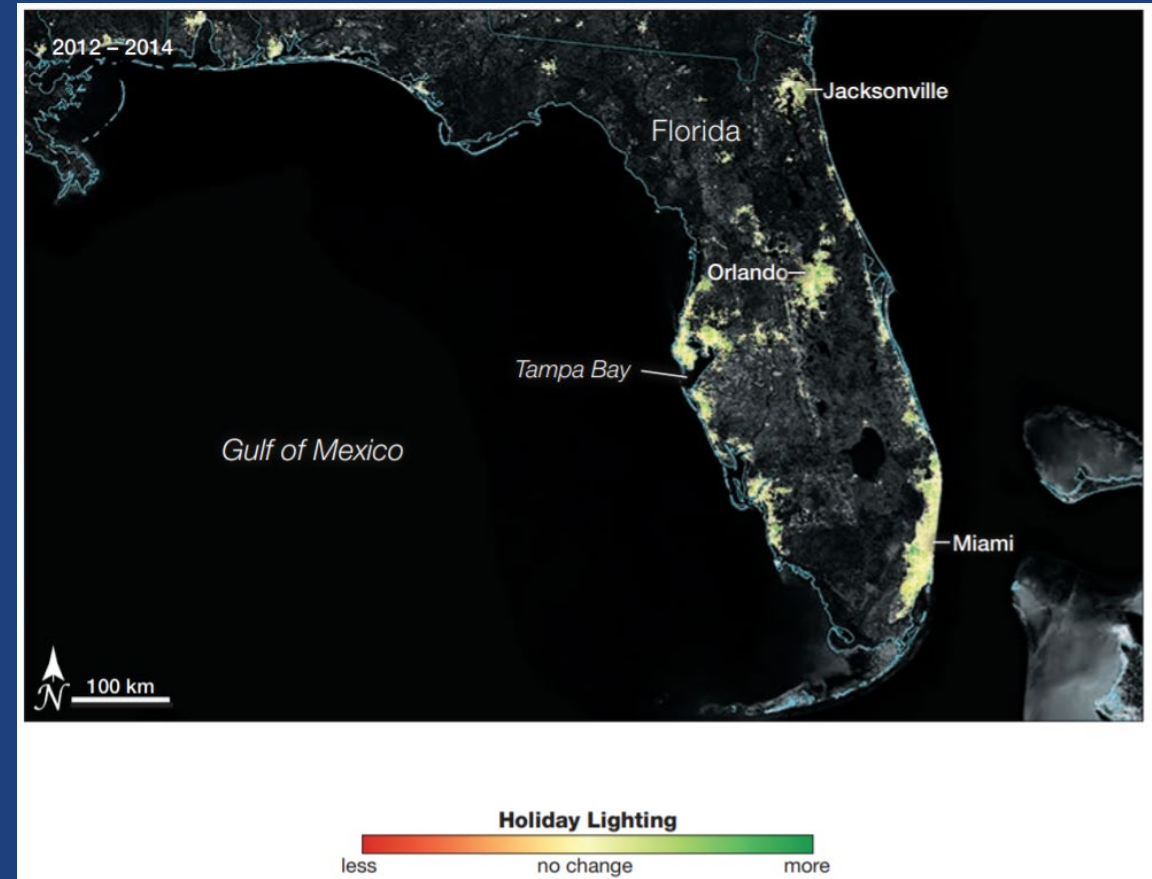 2012 – 2014
Jacksonville
Florida
Orlando
Tampa Bay
Gulf of Mexico
Miami
N
100 km
Holiday Lighting
less no change more